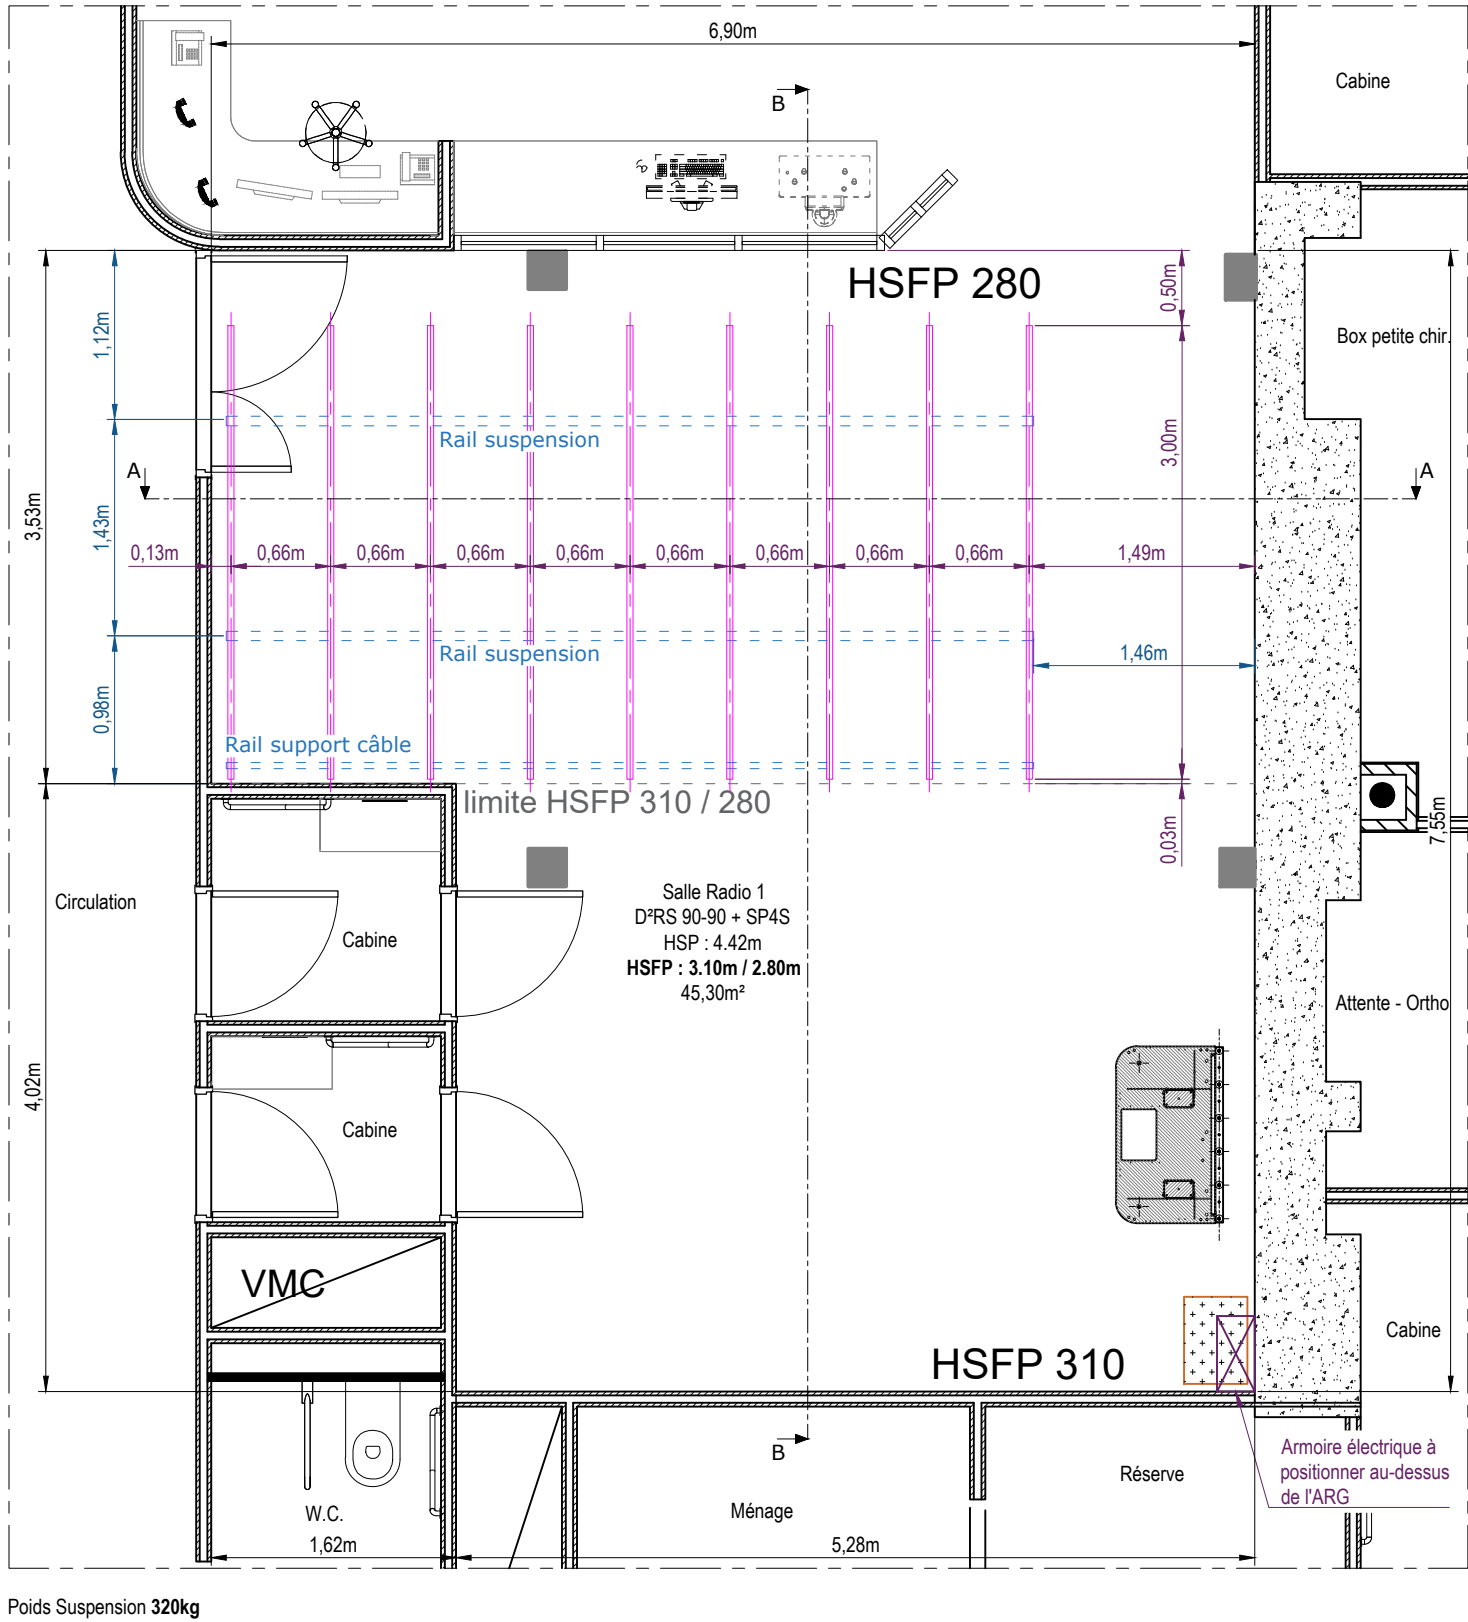 6,90m
B
Cabine
HSFP 280
0,50m
1,12m
Box petite chir.
Rail suspension
3,00m
A
A
3,53m
1,43m
0,13m
0,66m
0,66m
0,66m
0,66m
0,66m
0,66m
0,66m
0,66m
1,49m
Rail suspension
1,46m
0,98m
Rail support câble
limite HSFP 310 / 280
0,03m
7,55m
Circulation
Cabine
Salle Radio 1
D²RS 90-90 + SP4S
HSP : 4.42m
HSFP : 3.10m / 2.80m
45,30m²
Attente - Ortho
4,02m
Cabine
VMC
HSFP 310
Cabine
B
Armoire électrique à
positionner au-dessus
de l'ARG
Réserve
Ménage
W.C.
1,62m
5,28m
Poids Suspension 320kg